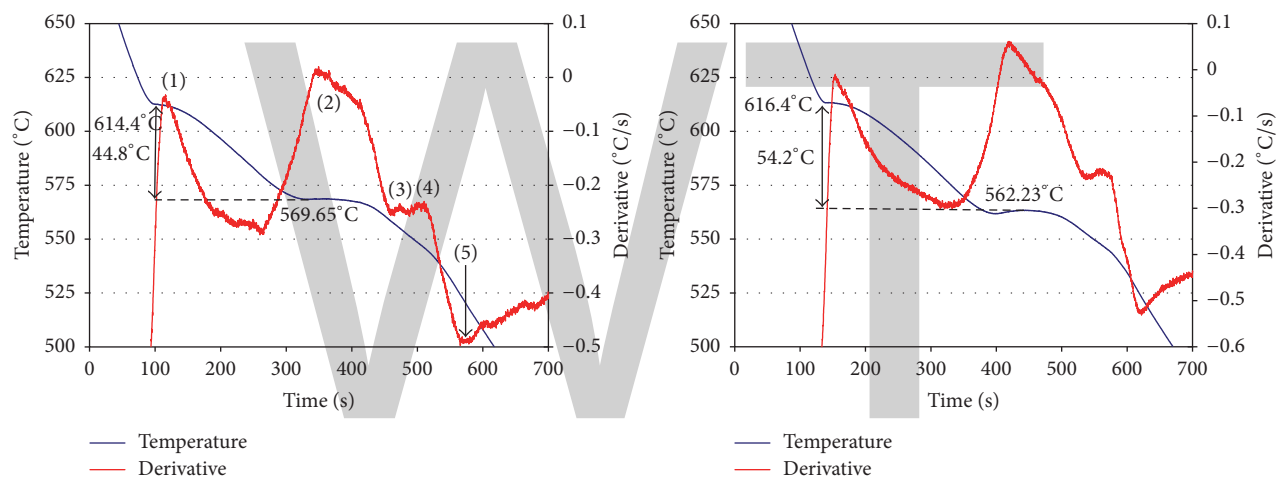 650
625
600
575
550
525
500
Temperature (°C)
0.1
0
−0.1
−0.2
−0.3
−0.4
−0.5
Derivative (°C/s)
0
100
200
300
400
500
600
700
Time (s)
(1)
(2)
(3)
(4)
(5)
614.4°C
44.8°C
569.65°C
Temperature
Derivative
650
625
600
575
550
525
500
Temperature (°C)
0.1
0
−0.1
−0.2
−0.3
−0.4
−0.5
−0.6
Derivative (°C/s)
0
100
200
300
400
500
600
700
Time (s)
616.4°C
54.2°C
562.23°C
Temperature
Derivative
WT